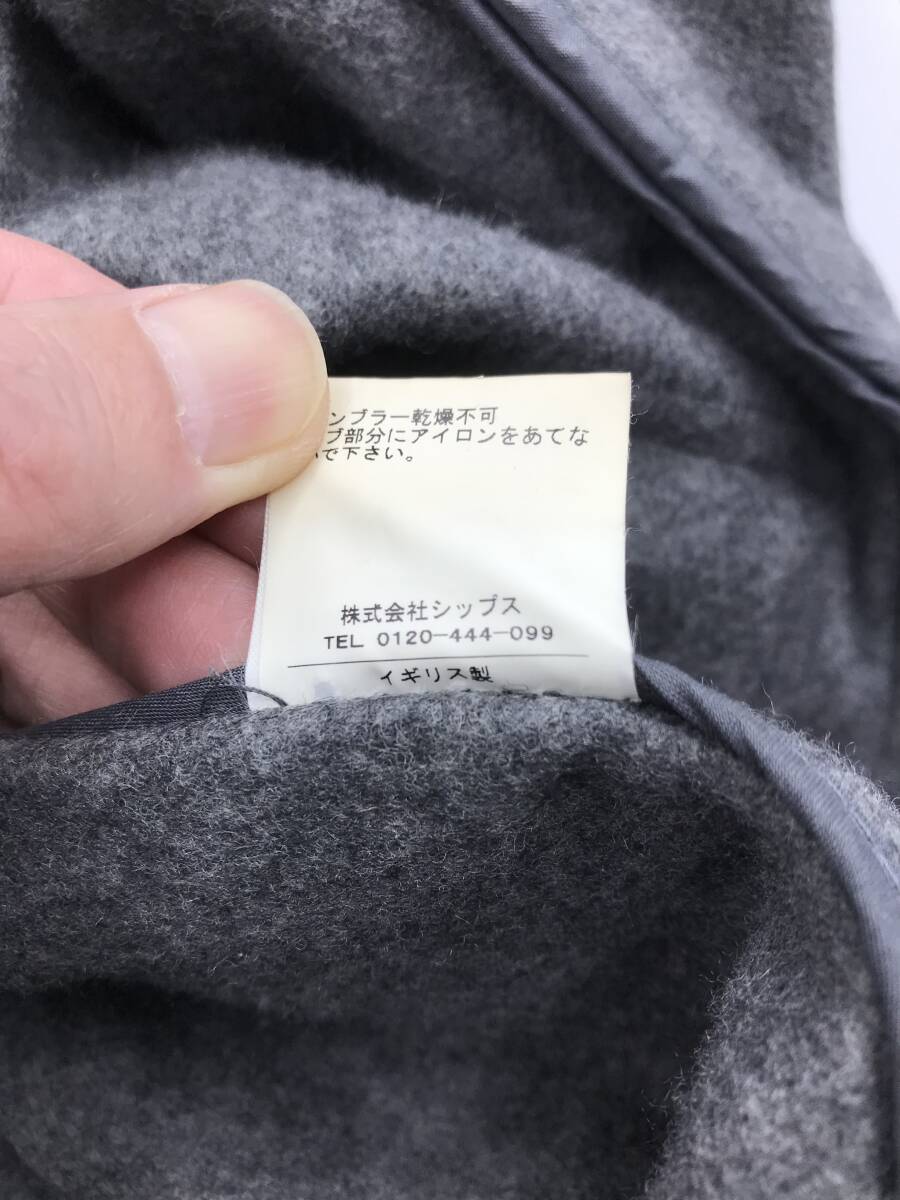 ンブラー乾燥不可
ブ部分にアイロンをあてな
いで下さい。
株式会社シップス
TEL 0120-444-099
イギリス製